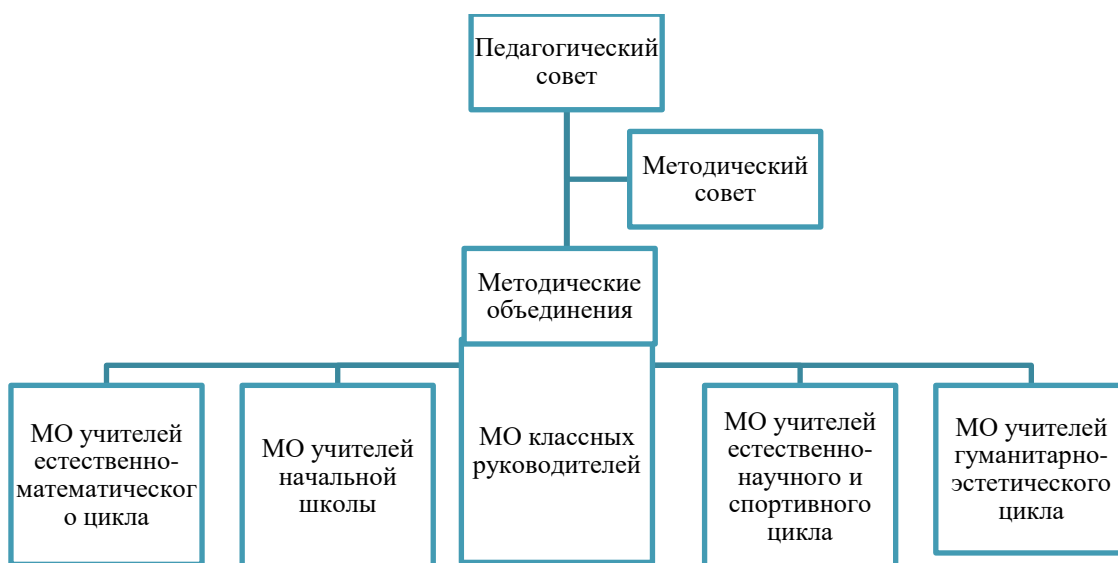 Педагогический
совет
Методический
совет
Методические
объединения
МО учителей
естественно-
математическог
о цикла
МО учителей
начальной
школы
МО классных
руководителей
МО учителей
естественно-
научного и
спортивного
цикла
МО учителей
гуманитарно-
эстетического
цикла